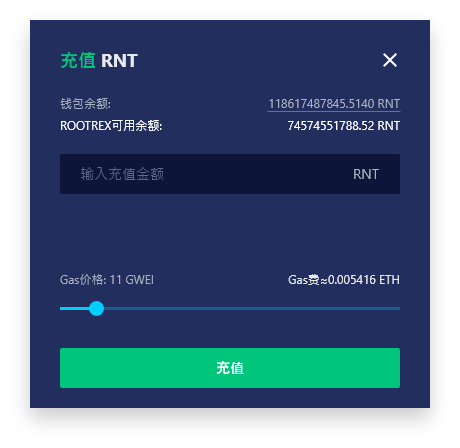 充值 RNT
钱包余额: 118617487845.5140 RNT
ROOTREX可用余额: 74574551788.52 RNT
输入充值金额 RNT
Gas价格: 11 GWEI Gas费≈0.005416 ETH
充值